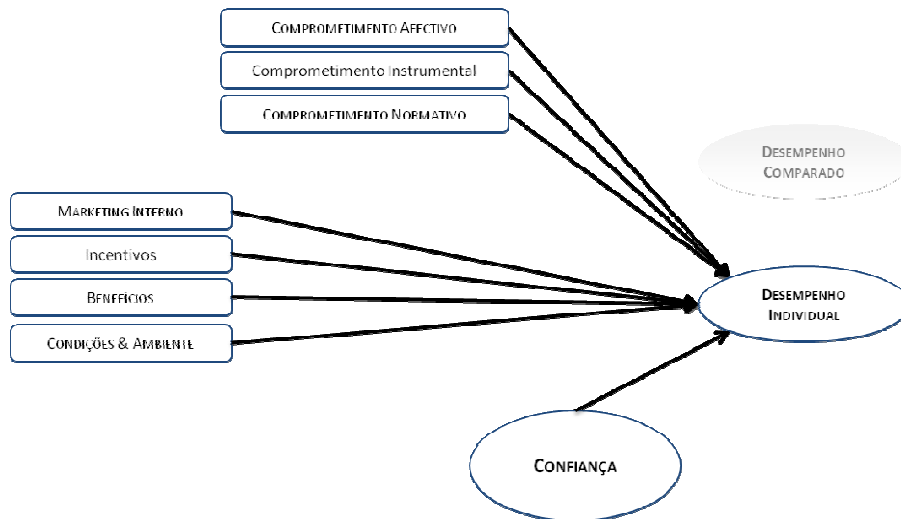 COMPROMETIMENTO AFECTIVO
Comprometimento Instrumental
COMPROMETIMENTO NORMATIVO
DESEMPENHO
COMPARADO
MARKETING INTERNO
Incentivos
BENEFÍCIOS
CONDIÇÕES & AMBIENTE
DESEMPENHO
INDIVIDUAL
CONFIANÇA